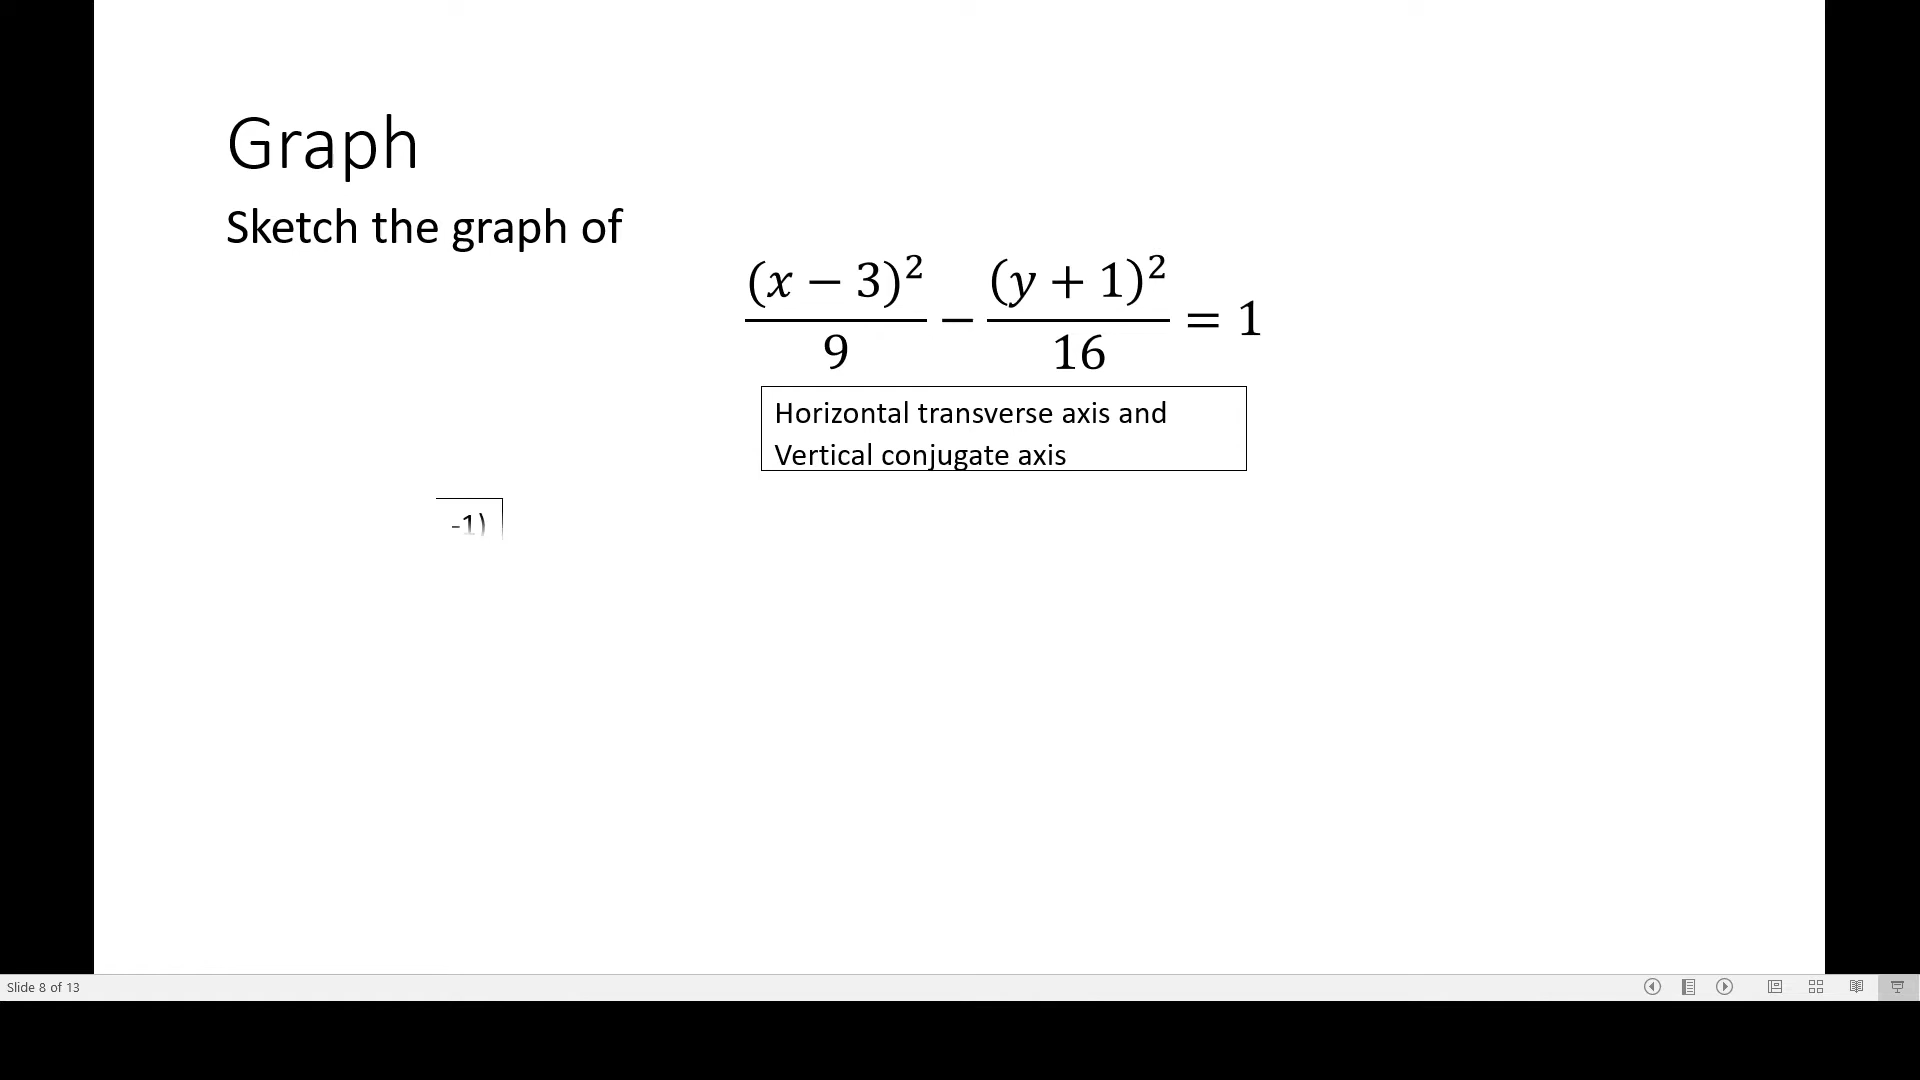 Graph
Sketch the graph of
(x − 3)² / 9 − (y + 1)² / 16 = 1
Horizontal transverse axis and
Vertical conjugate axis
-1)
Slide 8 of 13